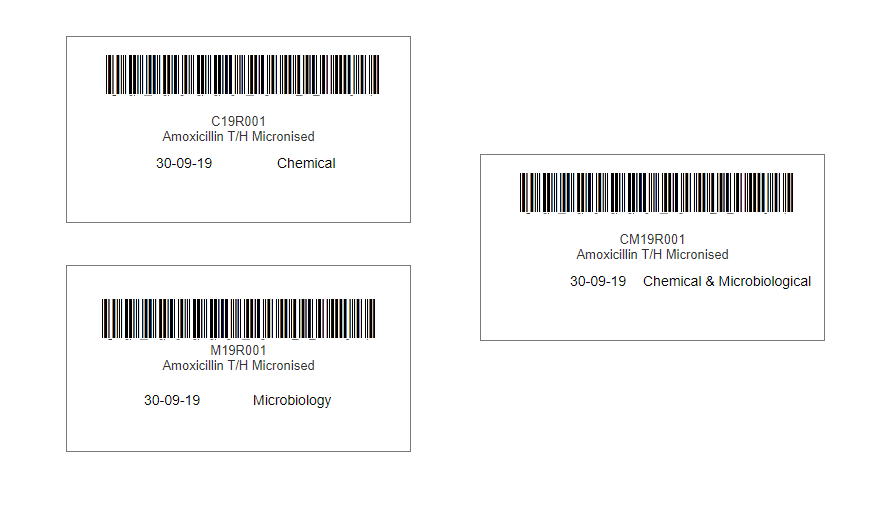 C19R001
Amoxicillin T/H Micronised
30-09-19 Chemical
M19R001
Amoxicillin T/H Micronised
30-09-19 Microbiology
CM19R001
Amoxicillin T/H Micronised
30-09-19 Chemical & Microbiological